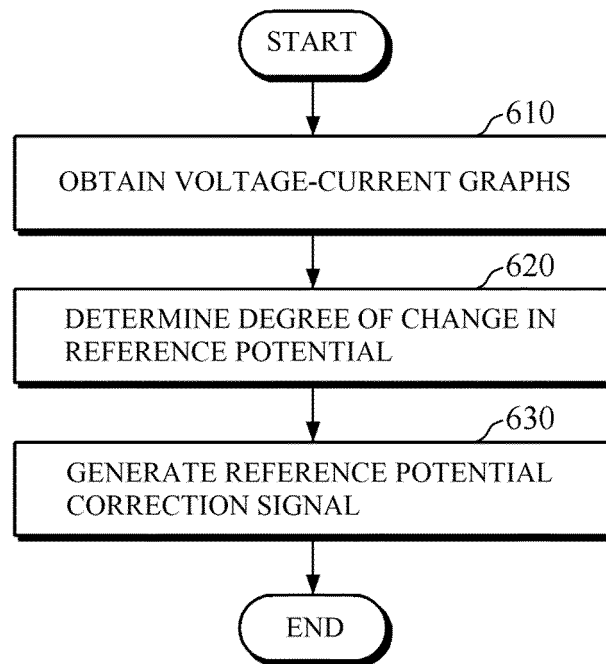 START
610
OBTAIN VOLTAGE-CURRENT GRAPHS
620
DETERMINE DEGREE OF CHANGE IN
REFERENCE POTENTIAL
630
GENERATE REFERENCE POTENTIAL
CORRECTION SIGNAL
END